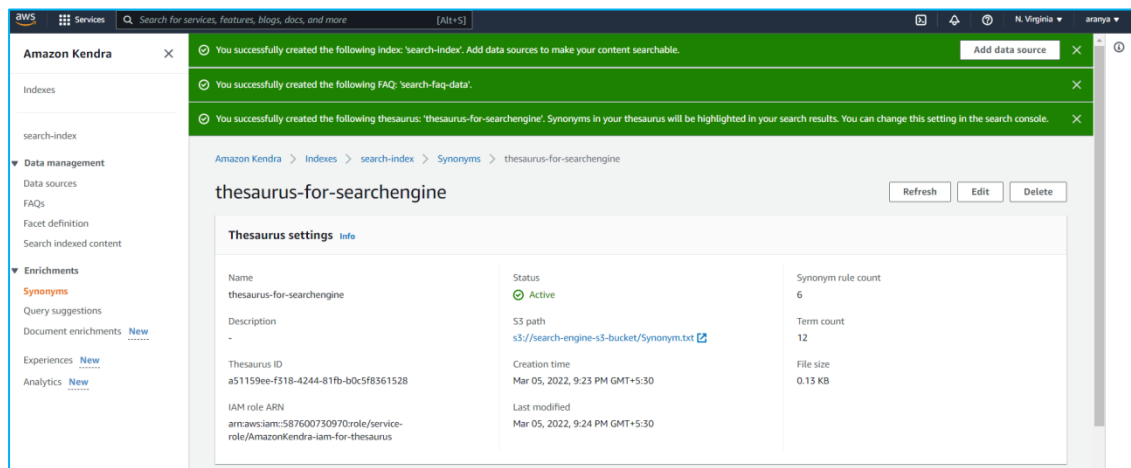 aws Services Search for services, features, blogs, docs, and more [Alt+S] N. Virginia aranya
Amazon Kendra
Indexes
search-index
Data management
Data sources
FAQs
Facet definition
Search indexed content
Enrichments
Synonyms
Query suggestions
Document enrichments New
Experiences New
Analytics New
You successfully created the following index: 'search-index'. Add data sources to make your content searchable. Add data source
You successfully created the following FAQ: 'search-faq-data'.
You successfully created the following thesaurus: 'thesaurus-for-searchengine'. Synonyms in your thesaurus will be highlighted in your search results. You can change this setting in the search console.
Amazon Kendra > Indexes > search-index > Synonyms > thesaurus-for-searchengine
thesaurus-for-searchengine Refresh Edit Delete
Thesaurus settings Info
Name
thesaurus-for-searchengine
Description
-
Thesaurus ID
a51159ee-f318-4244-81fb-b0c5f8361528
IAM role ARN
arn:aws:iam::587600730970:role/service-
role/AmazonKendra-iam-for-thesaurus
Status
Active
S3 path
s3://search-engine-s3-bucket/Synonym.txt
Creation time
Mar 05, 2022, 9:23 PM GMT+5:30
Last modified
Mar 05, 2022, 9:24 PM GMT+5:30
Synonym rule count
6
Term count
12
File size
0.13 KB